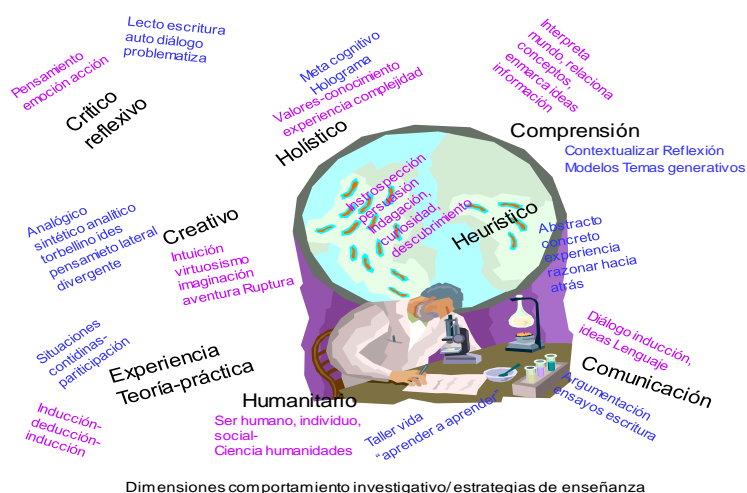 Lecto escritura
auto diálogo
problematiza
Pensamiento
emoción acción
Crítico
reflexivo
Meta cognitivo
Holograma
Valores-conocimiento
experiencia complejidad
Holístico
Interpreta
mundo, relaciona
conceptos,
enmarca ideas
información
Comprensión
Contextualizar Reflexión
Modelos Temas generativos
Instrospección
persuasión
Indagación,
curiosidad,
descubrimiento
Heurístico
Abstracto
concreto
experiencia
razonar hacia
atrás
Analógico
sintético analítico
torbellino ides
pensamieto lateral
divergente
Creativo
Intuición
virtuosismo
imaginación
aventura Ruptura
Situaciones
contidinas-
participación
Experiencia
Teoría-práctica
Inducción-
deducción-
inducción
Humanitario
Ser humano, individuo,
social-
Ciencia humanidades
Taller vida
“aprender a aprender”
Diálogo inducción,
ideas Lenguaje
Comunicación
Argumentación
ensayos escritura
Dimensiones comportamiento investigativo/ estrategias de enseñanza